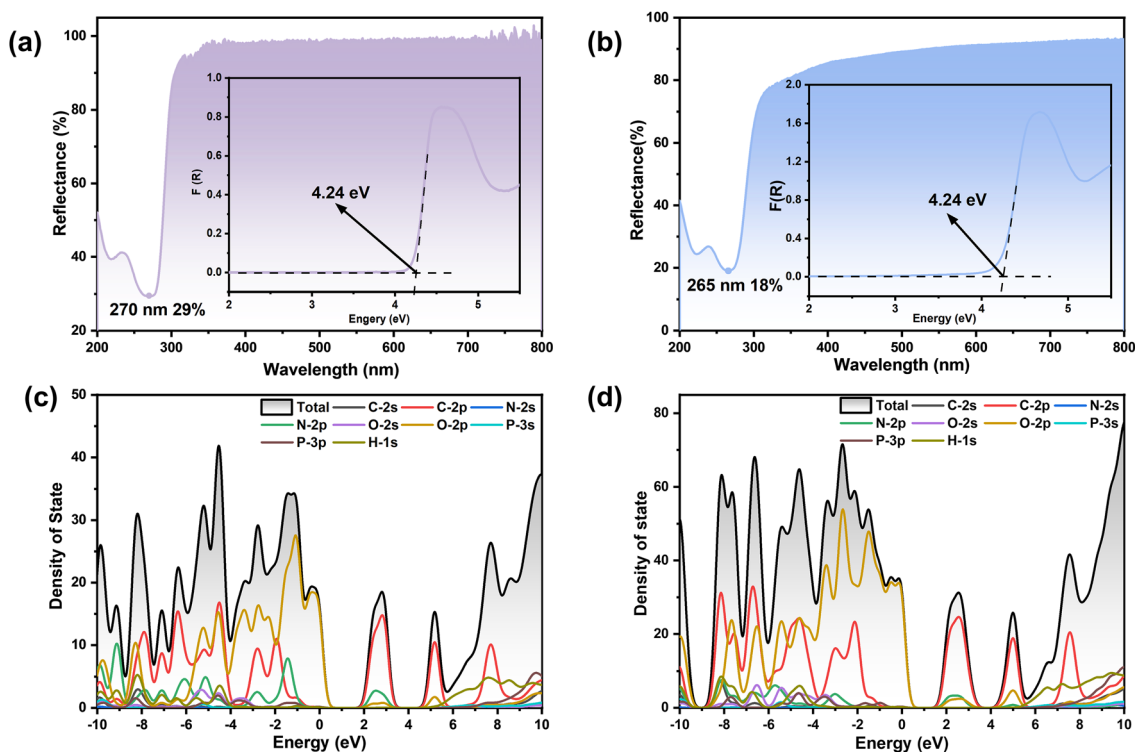 (a)
Reflectance (%)
100
80
60
40
20
200 300 400 500 600 700 800
Wavelength (nm)
270 nm 29%
F (R)
1.0
0.8
0.6
0.4
0.2
0.0
2 3 4 5
Engery (eV)
4.24 eV
(b)
Reflectance(%)
100
80
60
40
20
0
200 300 400 500 600 700 800
Wavelength (nm)
265 nm 18%
F(R)
2.0
1.6
1.2
0.8
0.4
0.0
2 3 4 5
Energy (eV)
4.24 eV
(c)
Density of State
50
40
30
20
10
0
-10 -8 -6 -4 -2 0 2 4 6 8 10
Energy (eV)
Total C-2s C-2p N-2s
N-2p O-2s O-2p P-3s
P-3p H-1s
(d)
Density of state
80
60
40
20
0
-10 -8 -6 -4 -2 0 2 4 6 8 10
Energy (eV)
Total C-2s C-2p N-2s
N-2p O-2s O-2p P-3s
P-3p H-1s